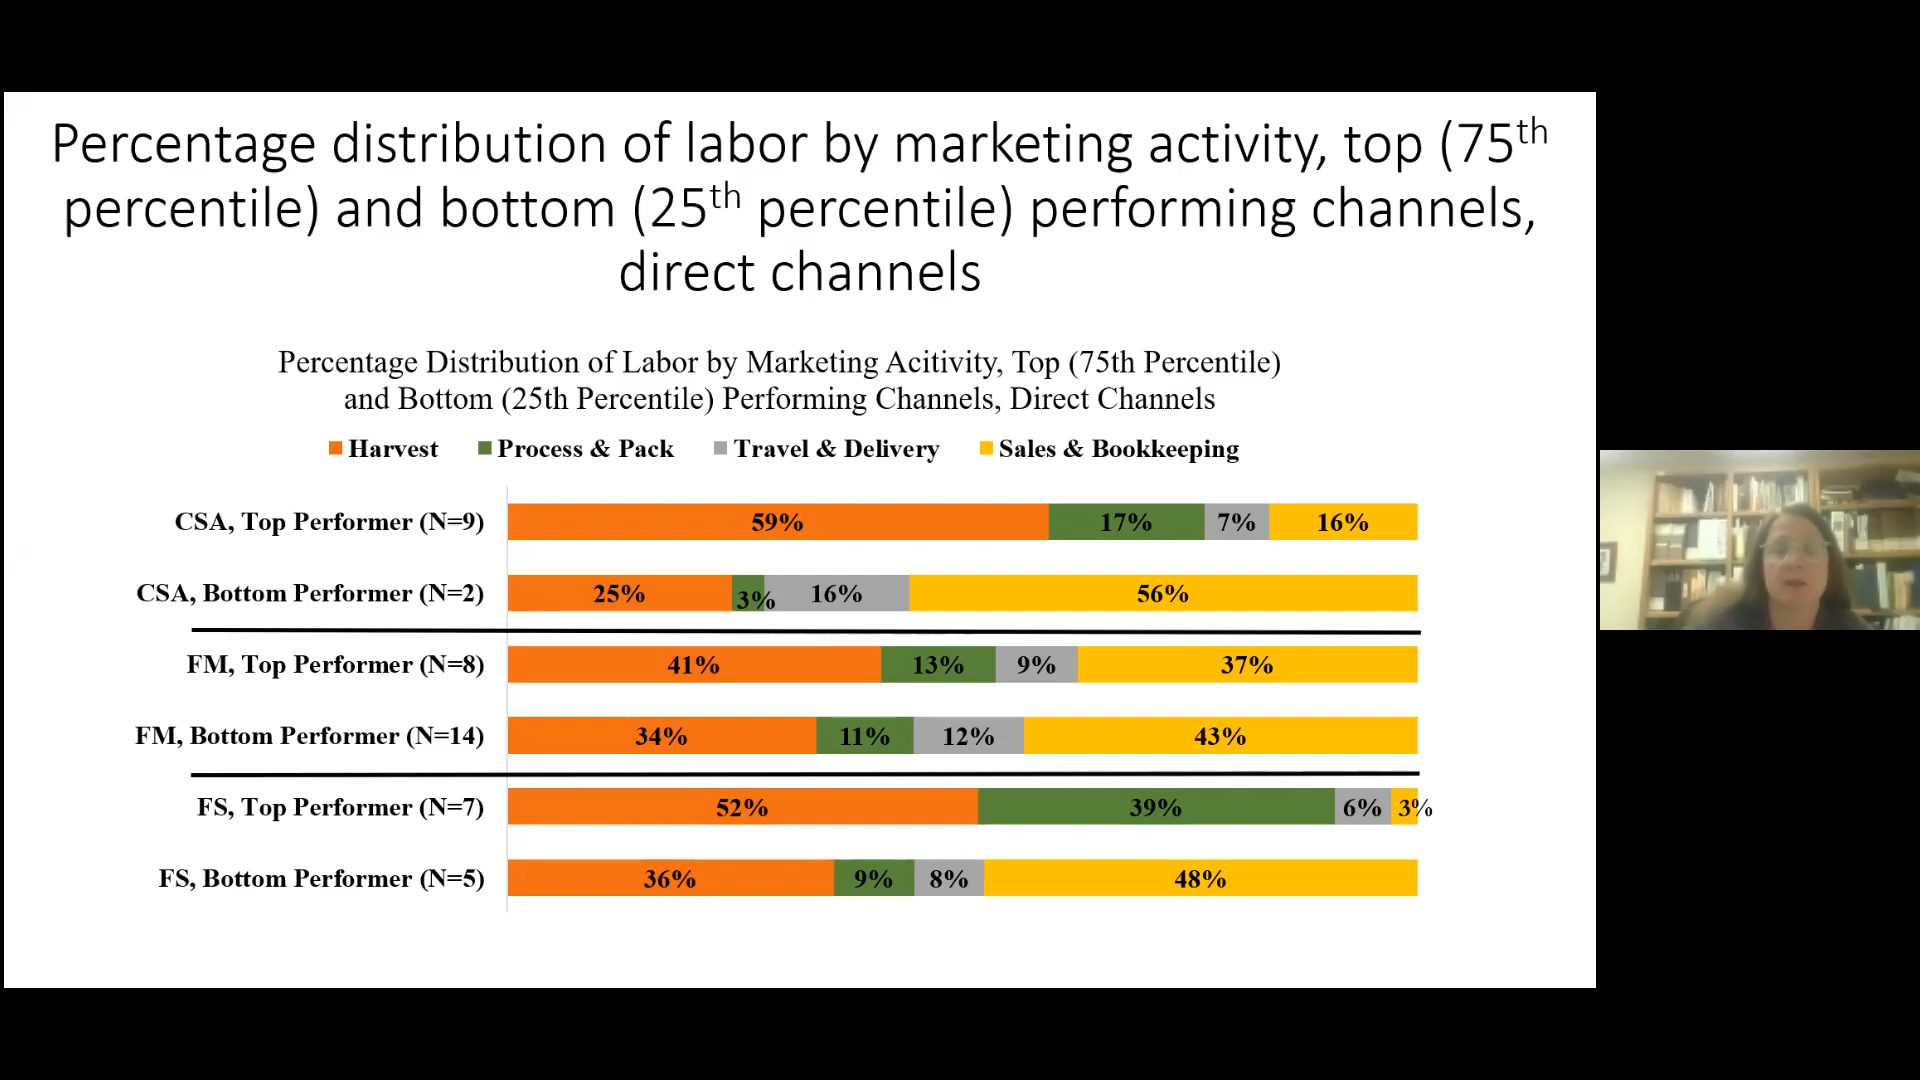 Percentage distribution of labor by marketing activity, top (75th
percentile) and bottom (25th percentile) performing channels,
direct channels
Percentage Distribution of Labor by Marketing Acitivity, Top (75th Percentile)
and Bottom (25th Percentile) Performing Channels, Direct Channels
Harvest Process & Pack Travel & Delivery Sales & Bookkeeping
CSA, Top Performer (N=9) 59% 17% 7% 16%
CSA, Bottom Performer (N=2) 25% 3% 16% 56%
FM, Top Performer (N=8) 41% 13% 9% 37%
FM, Bottom Performer (N=14) 34% 11% 12% 43%
FS, Top Performer (N=7) 52% 39% 6% 3%
FS, Bottom Performer (N=5) 36% 9% 8% 48%